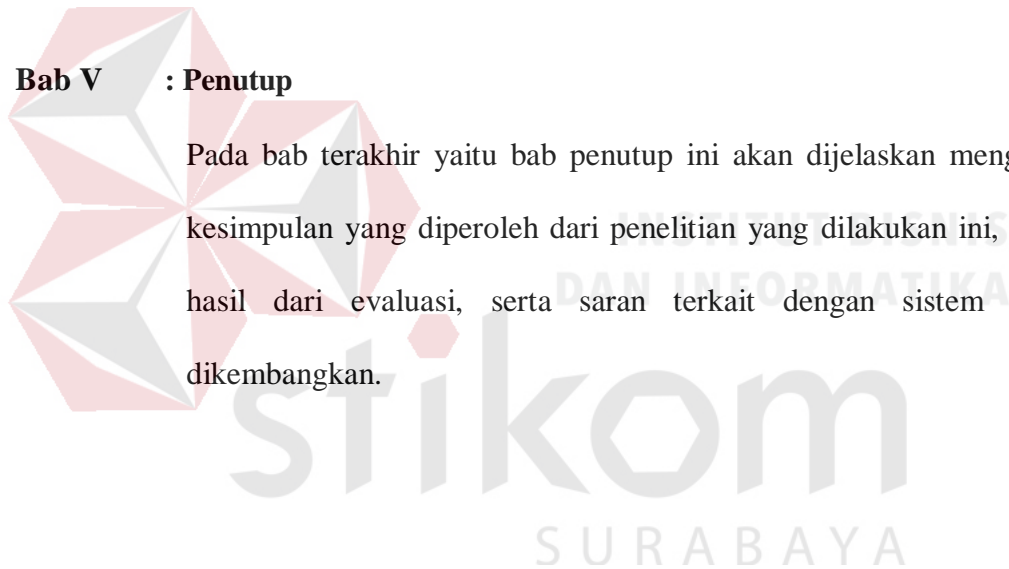 Bab V : Penutup
Pada bab terakhir yaitu bab penutup ini akan dijelaskan
kesimpulan yang diperoleh dari penelitian yang dilakukan ini,
INSTITUT BISNIS
hasil dari evaluasi, serta saran terkait dengan sistem
DAN INFORMATIKA
dikembangkan.
stikom
SURABAYA